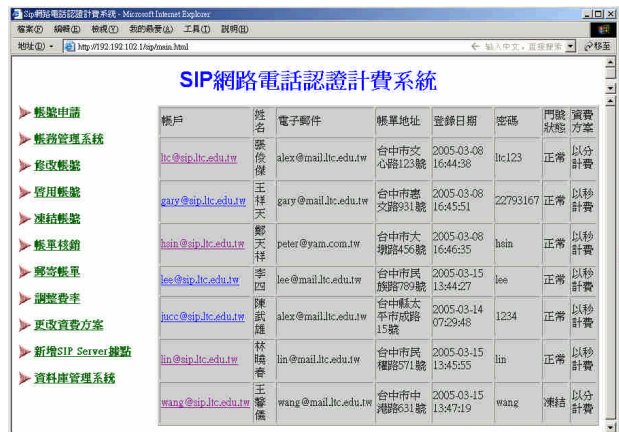 Sip網路電話認證計費系統 - Microsoft Internet Explorer
檔案(F) 編輯(E) 檢視(V) 我的最愛(A) 工具(T) 說明(H)
網址(D) http://192.192.102.1/sip/main.html 輸入中文，直接搜索 移至
SIP網路電話認證計費系統
帳號申請
帳務管理系統
修改帳號
啟用帳號
凍結帳號
帳單核銷
郵寄帳單
調整費率
更改資費方案
新增SIP Server據點
資料庫管理系統
帳戶 姓名 電子郵件 帳單地址 登錄日期 密碼 門號狀態 資費方案
ltc@sip.ltc.edu.tw 張俊傑 alex@mail.ltc.edu.tw 台中市文心路123號 2005-03-08 16:44:38 ltc123 正常 以分計費
gary@sip.ltc.edu.tw 王祥天 gary@mail.ltc.edu.tw 台中市惠文路931號 2005-03-08 16:45:51 22793167 正常 以秒計費
hsin@sip.ltc.edu.tw 鄭天祥 peter@yam.com.tw 台中市大墩路456號 2005-03-08 16:46:35 hsin 正常 以秒計費
lee@sip.ltc.edu.tw 李四 lee@mail.ltc.edu.tw 台中市民族路789號 2005-03-15 13:44:27 lee 正常 以秒計費
jucc@sip.ltc.edu.tw 陳武雄 alex@mail.ltc.edu.tw 台中縣太平市成路15號 2005-03-14 07:29:48 1234 正常 以秒計費
lin@sip.ltc.edu.tw 林曉春 lin@mail.ltc.edu.tw 台中市民權路571號 2005-03-15 13:45:55 lin 正常 以秒計費
wang@sip.ltc.edu.tw 王馨儀 wang@mail.ltc.edu.tw 台中市中港路631號 2005-03-15 13:47:19 wang 凍結 以分計費